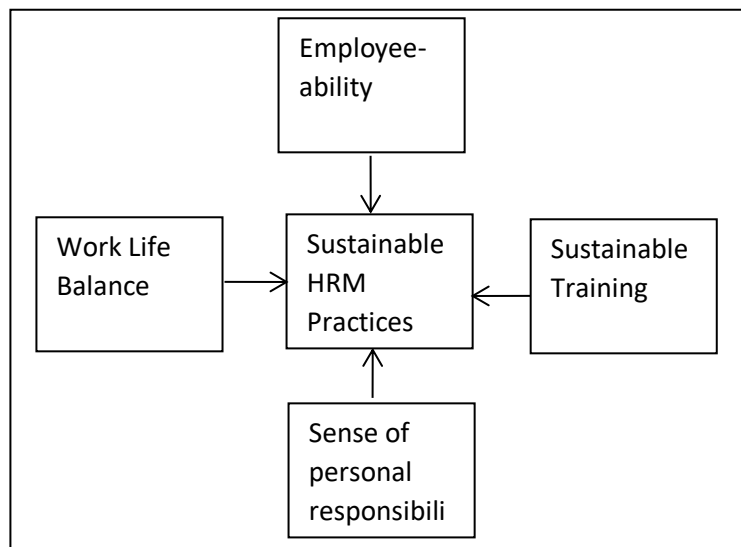 Employee-
ability
Work Life
Balance
Sustainable
HRM
Practices
Sustainable
Training
Sense of
personal
responsibili